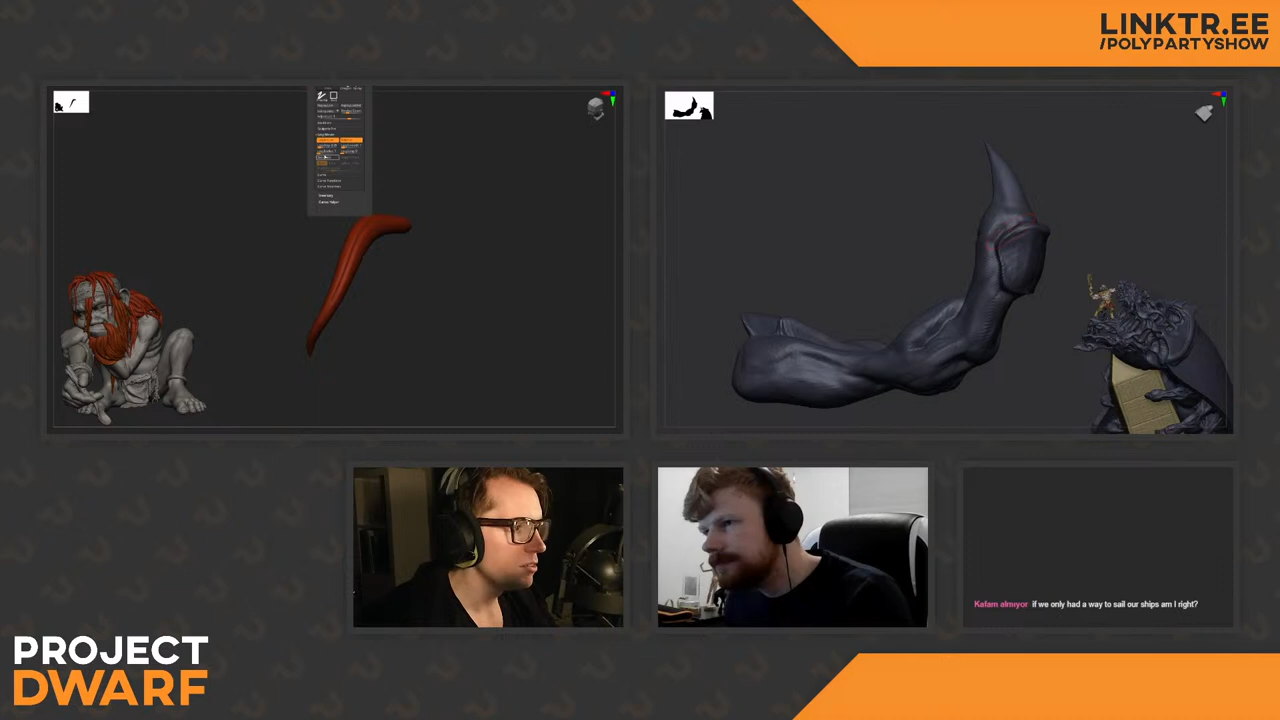 LINKTR.EE
/POLYPARTYSHOW
Kafam almıyor if we only had a way to sail our ships am I right?
PROJECT
DWARF